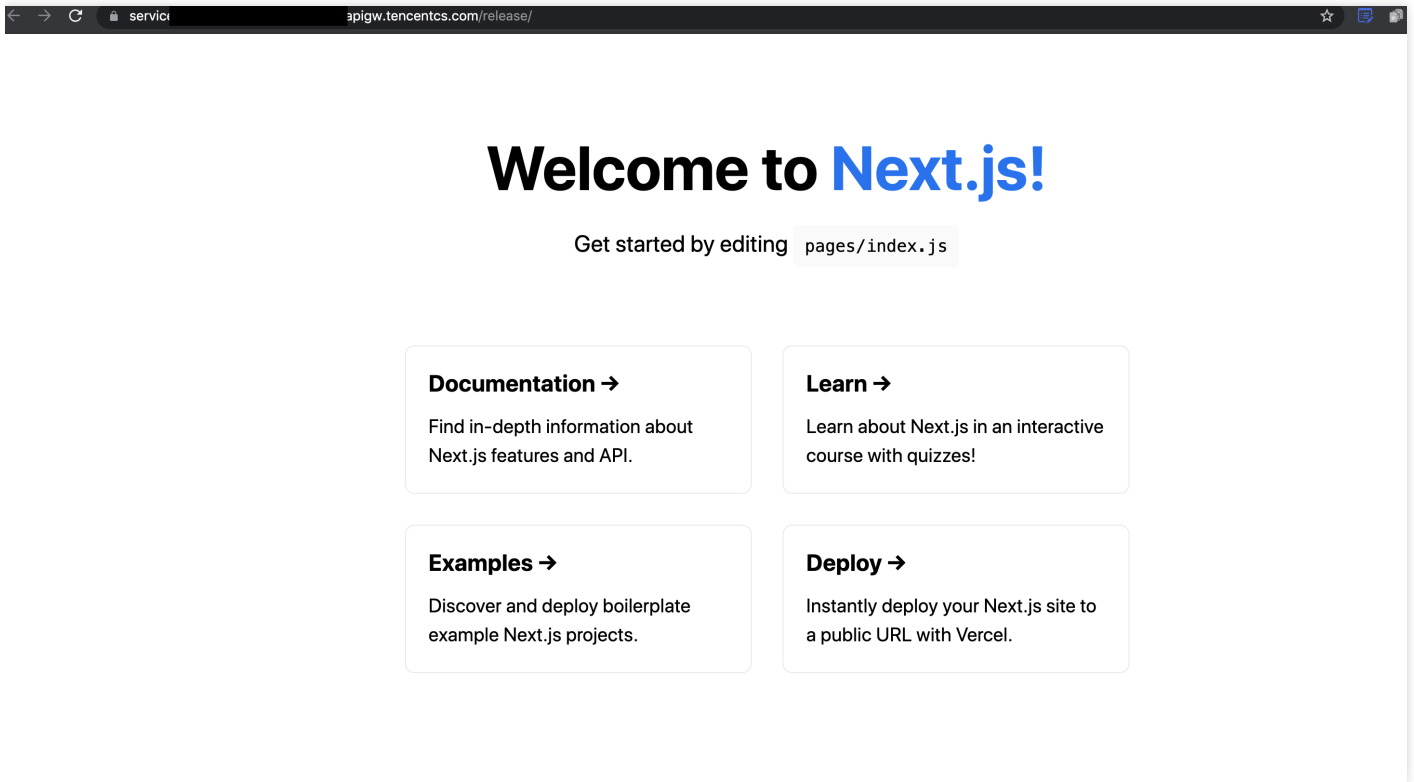 service apigw.tencentcs.com/release/
Welcome to Next.js!
Get started by editing pages/index.js
Documentation →
Find in-depth information about
Next.js features and API.
Learn →
Learn about Next.js in an interactive
course with quizzes!
Examples →
Discover and deploy boilerplate
example Next.js projects.
Deploy →
Instantly deploy your Next.js site to
a public URL with Vercel.